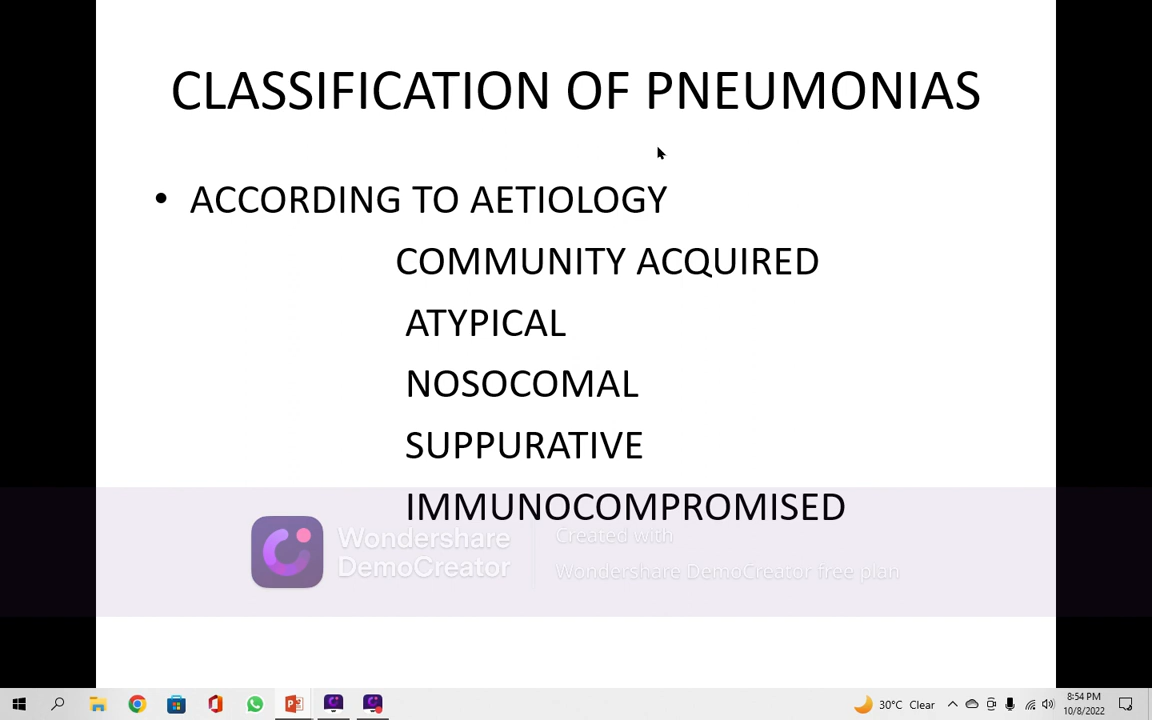 CLASSIFICATION OF PNEUMONIAS
• ACCORDING TO AETIOLOGY
COMMUNITY ACQUIRED
ATYPICAL
NOSOCOMAL
SUPPURATIVE
IMMUNOCOMPROMISED
Wondershare
DemoCreator
Created with
Wondershare DemoCreator free plan
30°C Clear
8:54 PM
10/8/2022